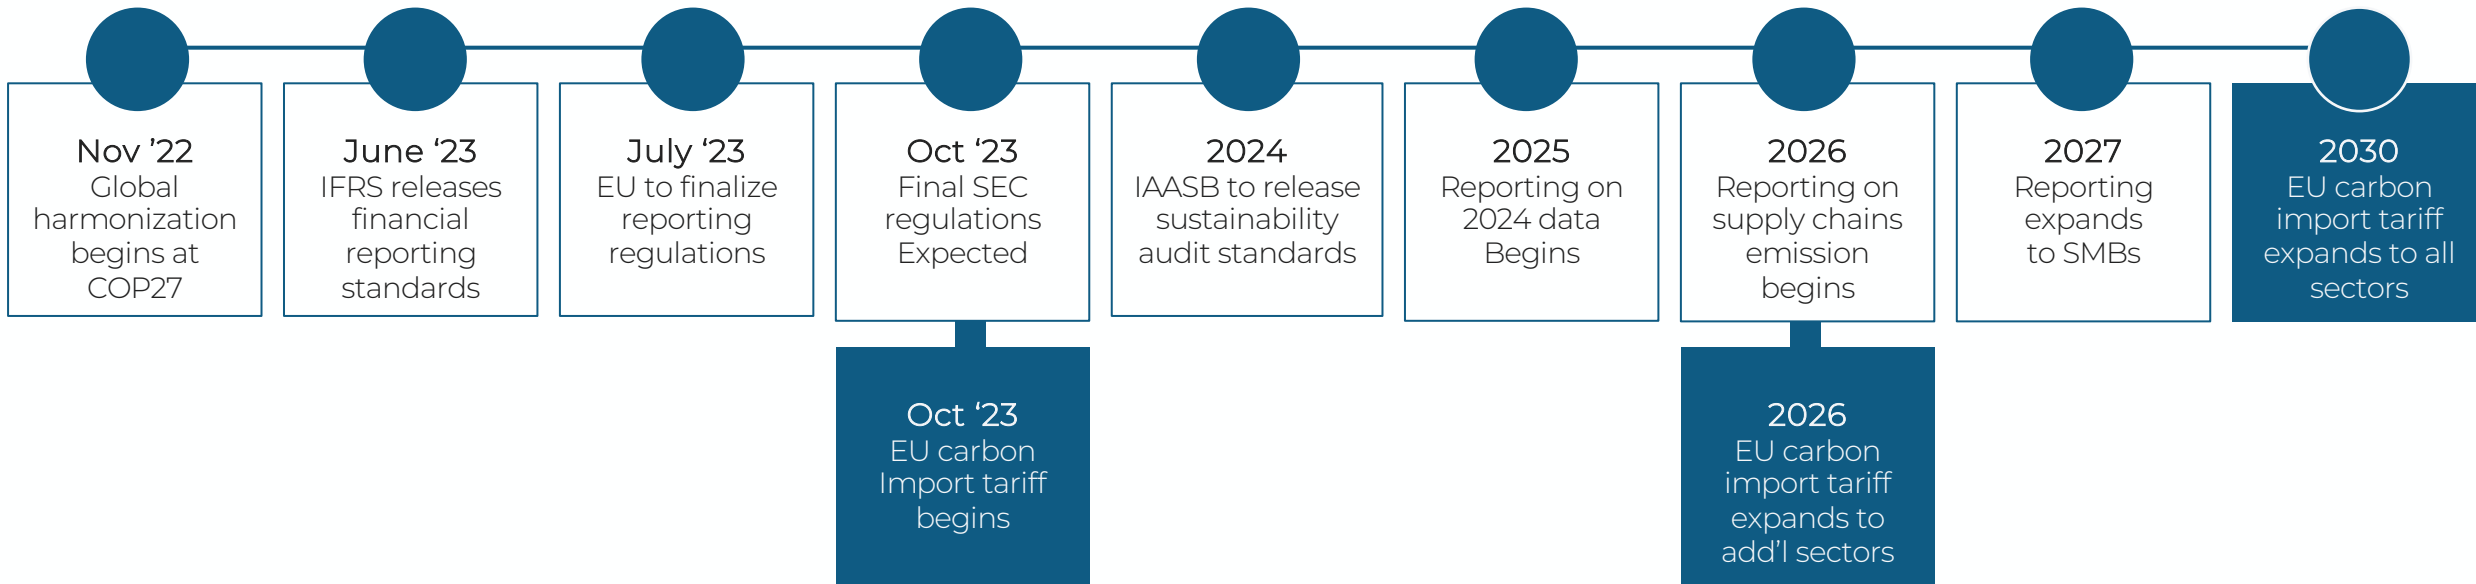 Nov ’22
Global
harmonization
begins at
COP27
June ‘23
IFRS releases
financial
reporting
standards
July ‘23
EU to finalize
reporting
regulations
Oct ‘23
Final SEC
regulations
Expected
Oct ‘23
EU carbon
Import tariff
begins
2024
IAASB to release
sustainability
audit standards
2025
Reporting on
2024 data
Begins
2026
Reporting on
supply chains
emission
begins
2026
EU carbon
import tariff
expands to
add’l sectors
2027
Reporting
expands
to SMBs
2030
EU carbon
import tariff
expands to all
sectors